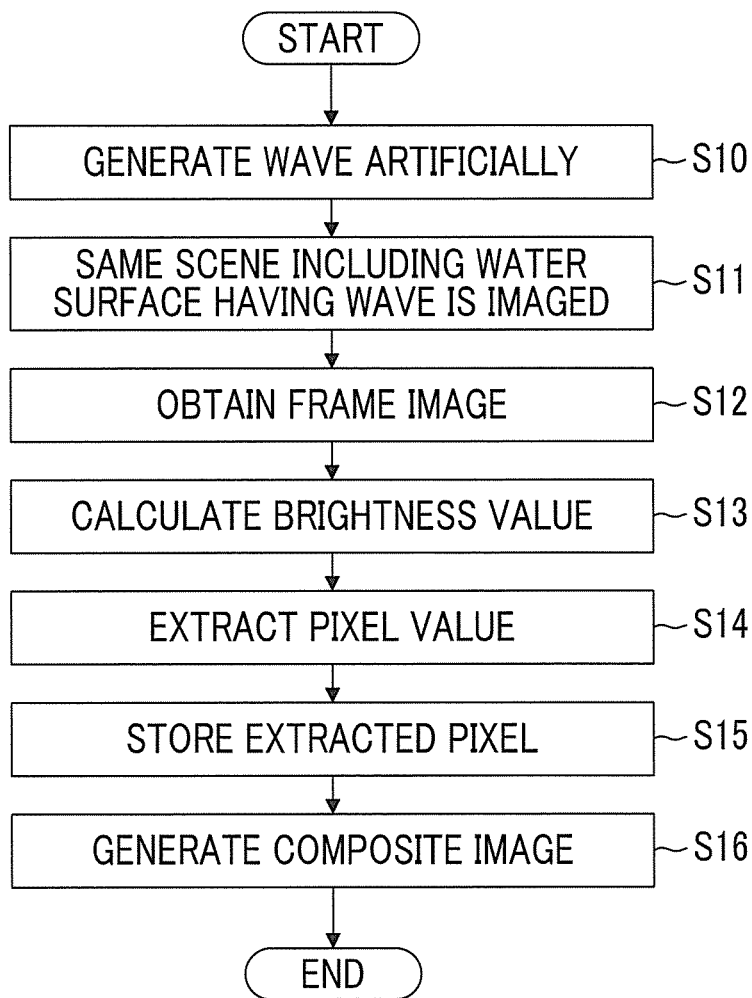 START
GENERATE WAVE ARTIFICIALLY
S10
SAME SCENE INCLUDING WATER
SURFACE HAVING WAVE IS IMAGED
S11
OBTAIN FRAME IMAGE
S12
CALCULATE BRIGHTNESS VALUE
S13
EXTRACT PIXEL VALUE
S14
STORE EXTRACTED PIXEL
S15
GENERATE COMPOSITE IMAGE
S16
END